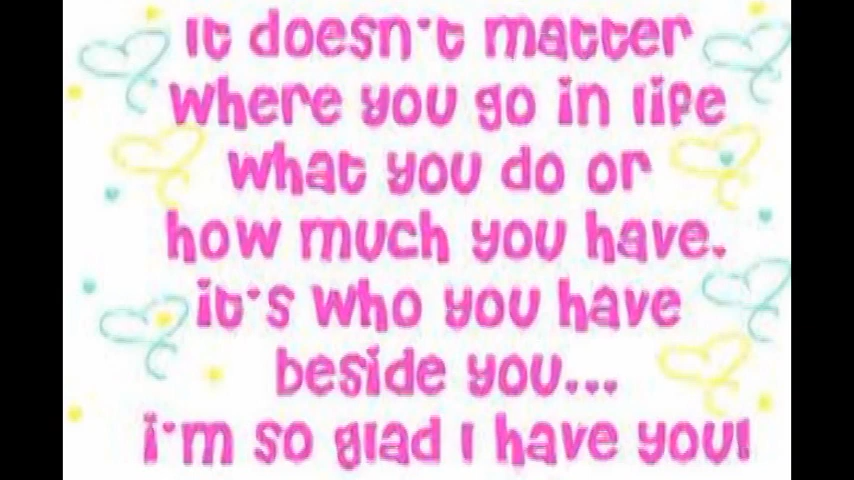 It doesn't matter
where you go in life
what you do or
how much you have.
it's who you have
beside you...
i'm so glad I have you!